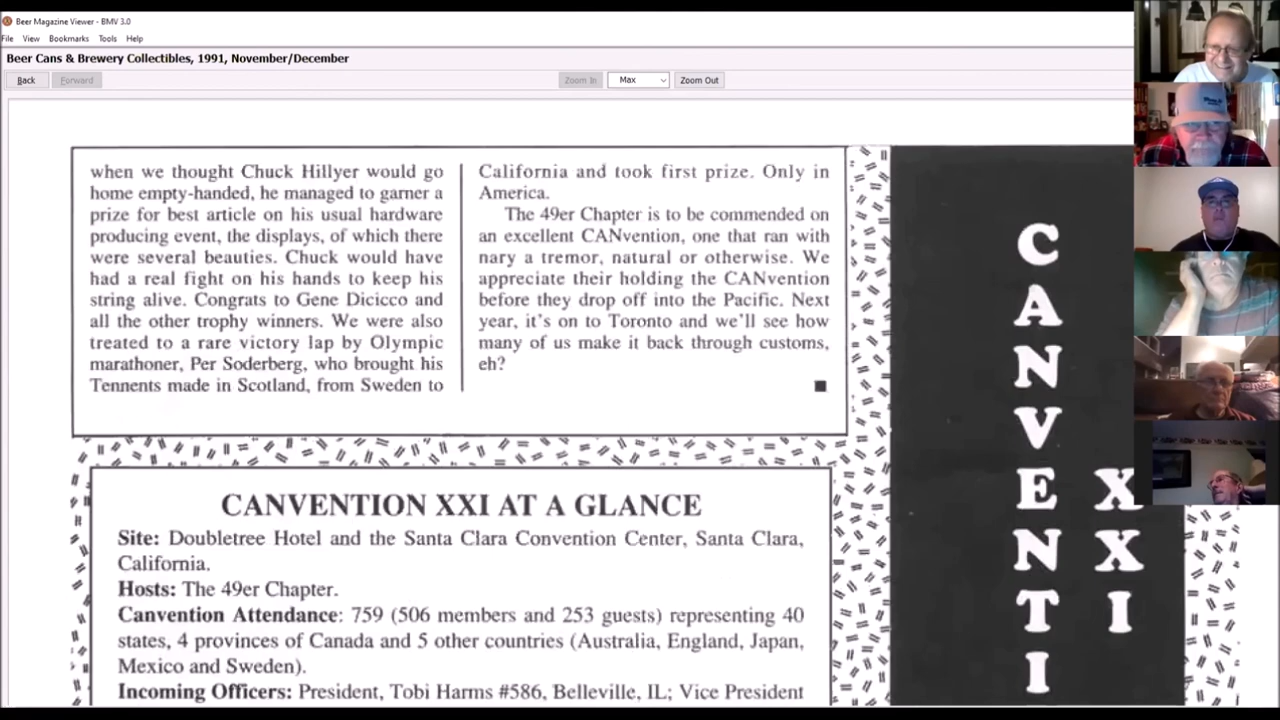 Beer Magazine Viewer - BMV 3.0
File View Bookmarks Tools Help
Beer Cans & Brewery Collectibles, 1991, November/December
Back Forward Zoom In Max Zoom Out
when we thought Chuck Hillyer would go
home empty-handed, he managed to garner a
prize for best article on his usual hardware
producing event, the displays, of which there
were several beauties. Chuck would have
had a real fight on his hands to keep his
string alive. Congrats to Gene Dicicco and
all the other trophy winners. We were also
treated to a rare victory lap by Olympic
marathoner, Per Soderberg, who brought his
Tennents made in Scotland, from Sweden to
California and took first prize. Only in
America.
The 49er Chapter is to be commended on
an excellent CANvention, one that ran with
nary a tremor, natural or otherwise. We
appreciate their holding the CANvention
before they drop off into the Pacific. Next
year, it's on to Toronto and we'll see how
many of us make it back through customs,
eh?
CANVENTION XXI AT A GLANCE
Site: Doubletree Hotel and the Santa Clara Convention Center, Santa Clara,
California.
Hosts: The 49er Chapter.
Canvention Attendance: 759 (506 members and 253 guests) representing 40
states, 4 provinces of Canada and 5 other countries (Australia, England, Japan,
Mexico and Sweden).
Incoming Officers: President, Tobi Harms #586, Belleville, IL; Vice President
CANVENTI
XXI